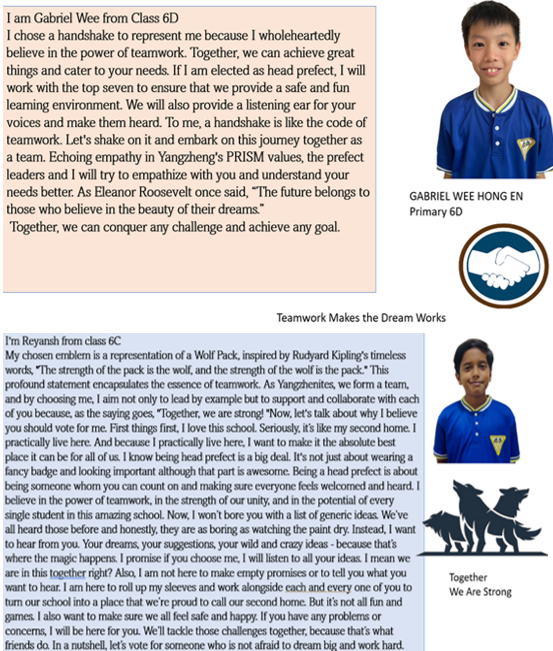 I am Gabriel Wee from Class 6D
I chose a handshake to represent me because I wholeheartedly
believe in the power of teamwork. Together, we can achieve great
things and cater to your needs. If I am elected as head prefect, I will
work with the top seven to ensure that we provide a safe and fun
learning environment. We will also provide a listening ear for your
voices and make them heard. To me, a handshake is like the code of
teamwork. Let's shake on it and embark on this journey together as
a team. Echoing empathy in Yangzheng's PRISM values, the prefect
leaders and I will try to empathize with you and understand your
needs better. As Eleanor Roosevelt once said, “The future belongs to
those who believe in the beauty of their dreams.”
Together, we can conquer any challenge and achieve any goal.
GABRIEL WEE HONG EN
Primary 6D
Teamwork Makes the Dream Works
I'm Reyansh from class 6C
My chosen emblem is a representation of a Wolf Pack, inspired by Rudyard Kipling's timeless
words, "The strength of the pack is the wolf, and the strength of the wolf is the pack." This
profound statement encapsulates the essence of teamwork. As Yangzhenites, we form a team,
and by choosing me, I aim not only to lead by example but to support and collaborate with each
of you because, as the saying goes, "Together, we are strong! "Now, let's talk about why I believe
you should vote for me. First things first, I love this school. Seriously, it's like my second home. I
practically live here. And because I practically live here, I want to make it the absolute best
place it can be for all of us. I know being head prefect is a big deal. It's not just about wearing a
fancy badge and looking important although that part is awesome. Being a head prefect is about
being someone whom you can count on and making sure everyone feels welcomed and heard. I
believe in the power of teamwork, in the strength of our unity, and in the potential of every
single student in this amazing school. Now, I won't bore you with a list of generic ideas. We've
all heard those before and honestly, they are as boring as watching the paint dry. Instead, I want
to hear from you. Your dreams, your suggestions, your wild and crazy ideas - because that's
where the magic happens. I promise if you choose me, I will listen to all your ideas. I mean we
are in this together right? Also, I am not here to make empty promises or to tell you what you
want to hear. I am here to roll up my sleeves and work alongside each and every one of you to
turn our school into a place that we're proud to call our second home. But it's not all fun and
games. I also want to make sure we all feel safe and happy. If you have any problems or
concerns, I will be here for you. We'll tackle those challenges together, because that's what
friends do. In a nutshell, let's vote for someone who is not afraid to dream big and work hard.
Together
We Are Strong